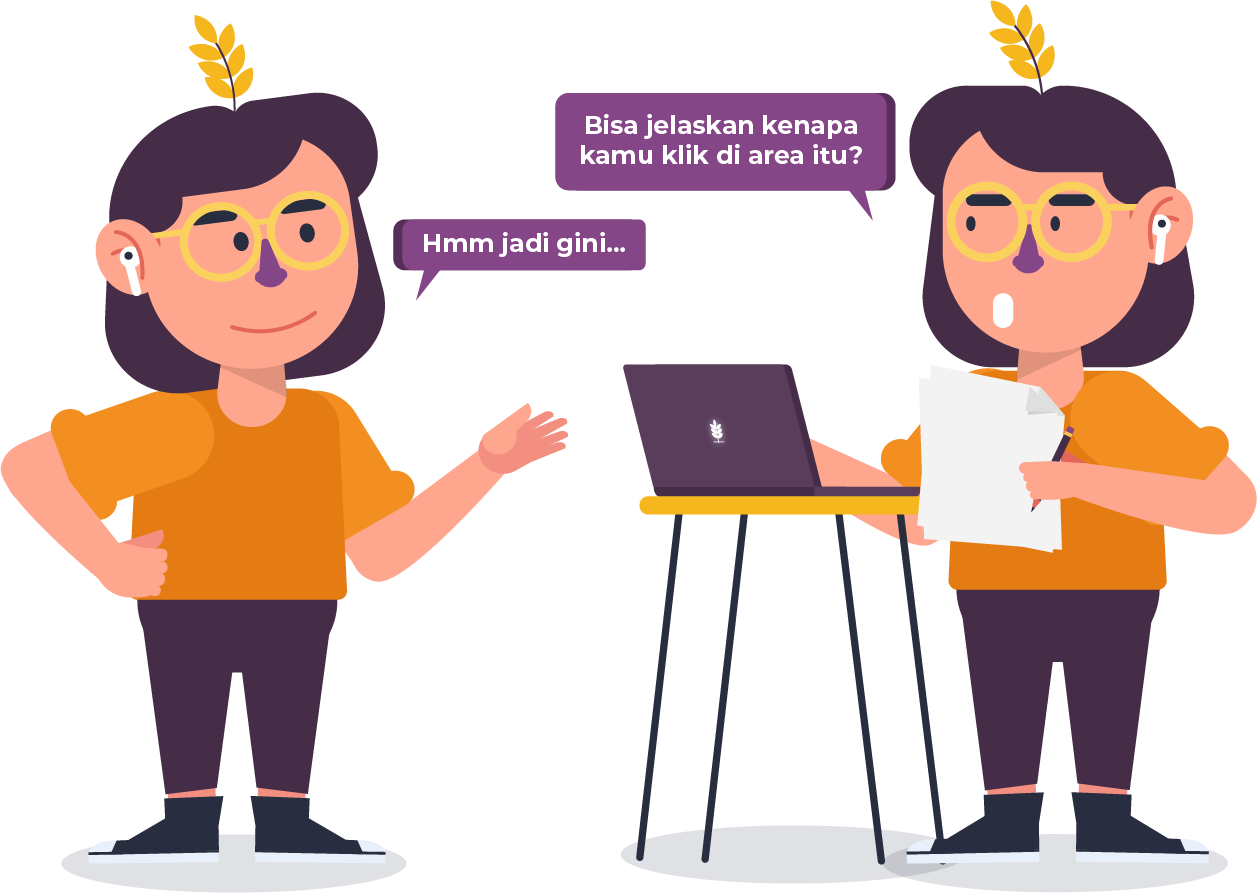 Bisa jelaskan kenapa
kamu klik di area itu?
Hmm jadi gini...